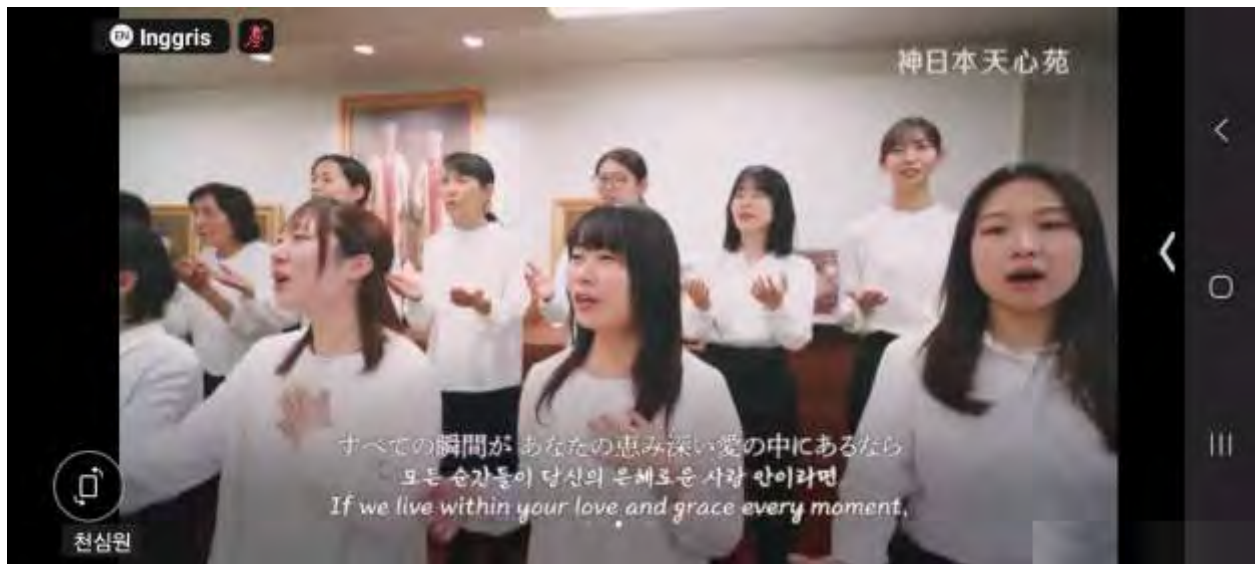 EN Inggris
神日本天心苑
すべての瞬間が あなたの恵み深い愛の中にあるなら
모든 순간들이 당신의 은혜로운 사랑 안이라면
If we live within your love and grace every moment,
천심원